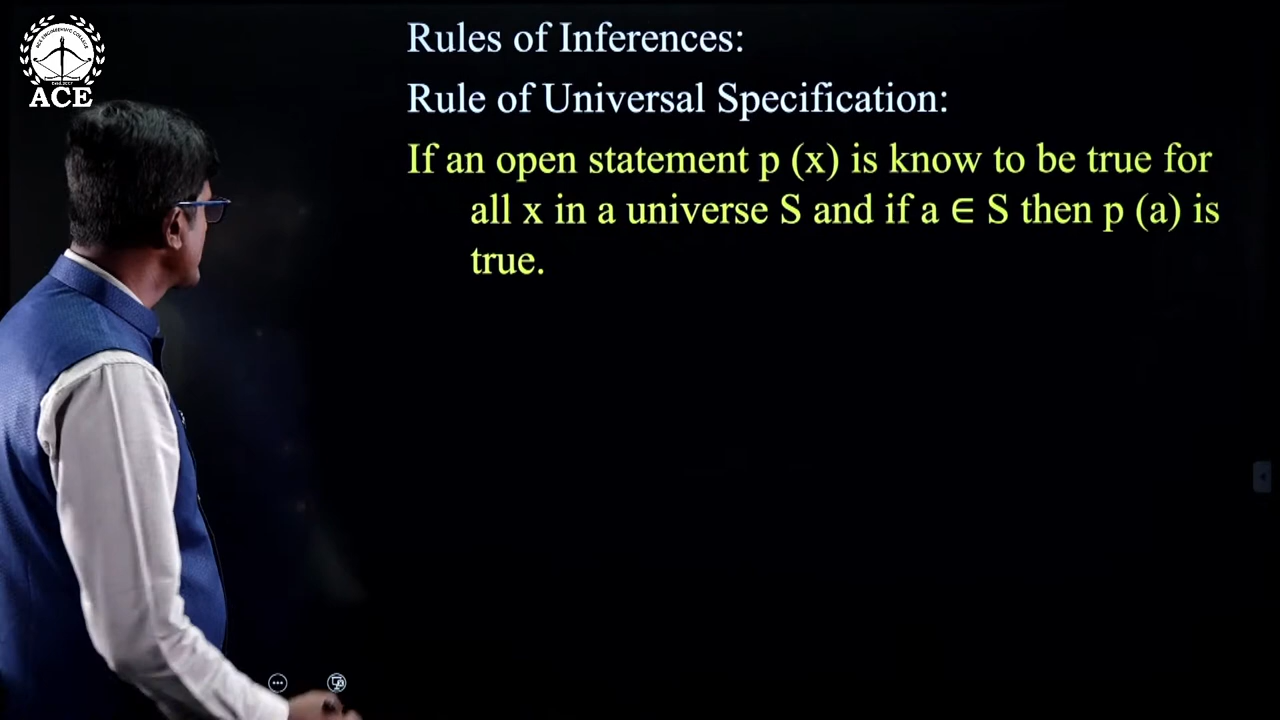 ACE
Rules of Inferences:
Rule of Universal Specification:
If an open statement p (x) is know to be true for
all x in a universe S and if a ∈ S then p (a) is
true.